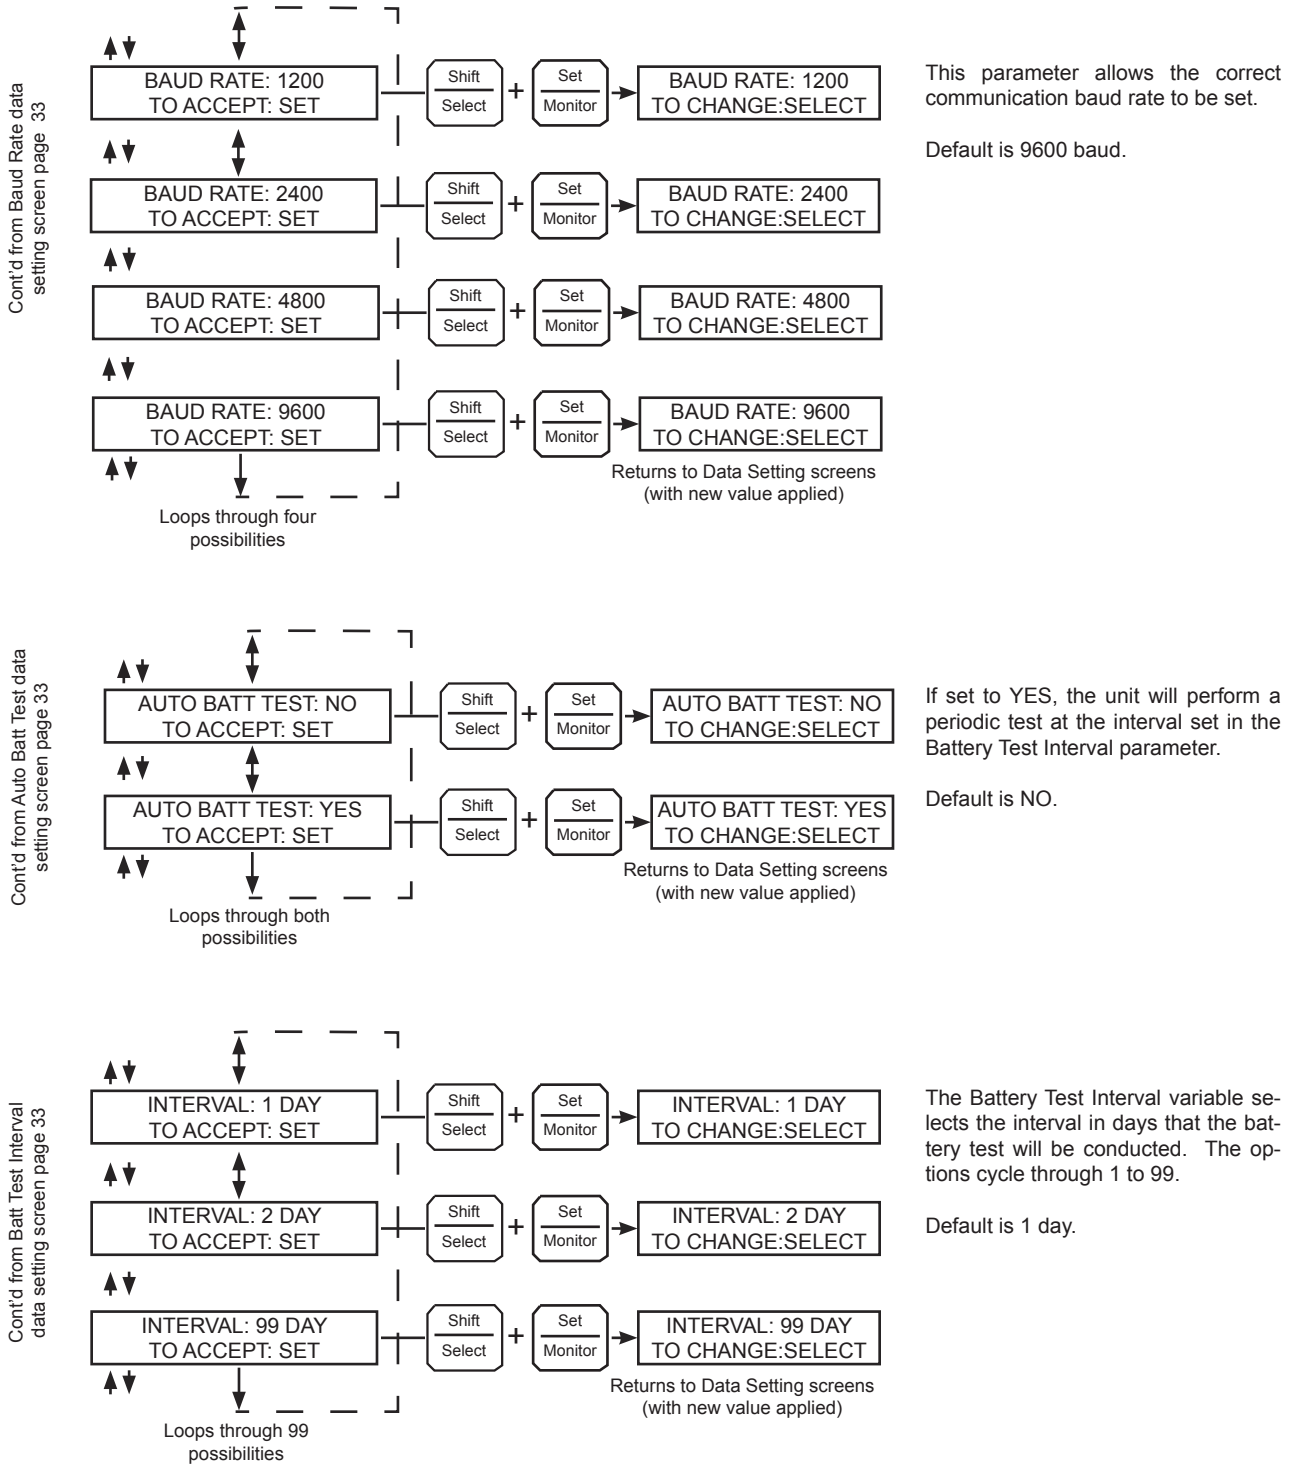 Cont'd from Baud Rate data
setting screen page 33
BAUD RATE: 1200
TO ACCEPT: SET
Shift
Select
+
Set
Monitor
BAUD RATE: 1200
TO CHANGE:SELECT
This parameter allows the correct
communication baud rate to be set.
Default is 9600 baud.
BAUD RATE: 2400
TO ACCEPT: SET
Shift
Select
+
Set
Monitor
BAUD RATE: 2400
TO CHANGE:SELECT
BAUD RATE: 4800
TO ACCEPT: SET
Shift
Select
+
Set
Monitor
BAUD RATE: 4800
TO CHANGE:SELECT
BAUD RATE: 9600
TO ACCEPT: SET
Shift
Select
+
Set
Monitor
BAUD RATE: 9600
TO CHANGE:SELECT
Returns to Data Setting screens
(with new value applied)
Loops through four
possibilities
Cont'd from Auto Batt Test data
setting screen page 33
AUTO BATT TEST: NO
TO ACCEPT: SET
Shift
Select
+
Set
Monitor
AUTO BATT TEST: NO
TO CHANGE:SELECT
If set to YES, the unit will perform a
periodic test at the interval set in the
Battery Test Interval parameter.
Default is NO.
AUTO BATT TEST: YES
TO ACCEPT: SET
Shift
Select
+
Set
Monitor
AUTO BATT TEST: YES
TO CHANGE:SELECT
Returns to Data Setting screens
(with new value applied)
Loops through both
possibilities
Cont'd from Batt Test Interval
data setting screen page 33
INTERVAL: 1 DAY
TO ACCEPT: SET
Shift
Select
+
Set
Monitor
INTERVAL: 1 DAY
TO CHANGE:SELECT
The Battery Test Interval variable se-
lects the interval in days that the bat-
tery test will be conducted. The op-
tions cycle through 1 to 99.
Default is 1 day.
INTERVAL: 2 DAY
TO ACCEPT: SET
Shift
Select
+
Set
Monitor
INTERVAL: 2 DAY
TO CHANGE:SELECT
INTERVAL: 99 DAY
TO ACCEPT: SET
Shift
Select
+
Set
Monitor
INTERVAL: 99 DAY
TO CHANGE:SELECT
Returns to Data Setting screens
(with new value applied)
Loops through 99
possibilities